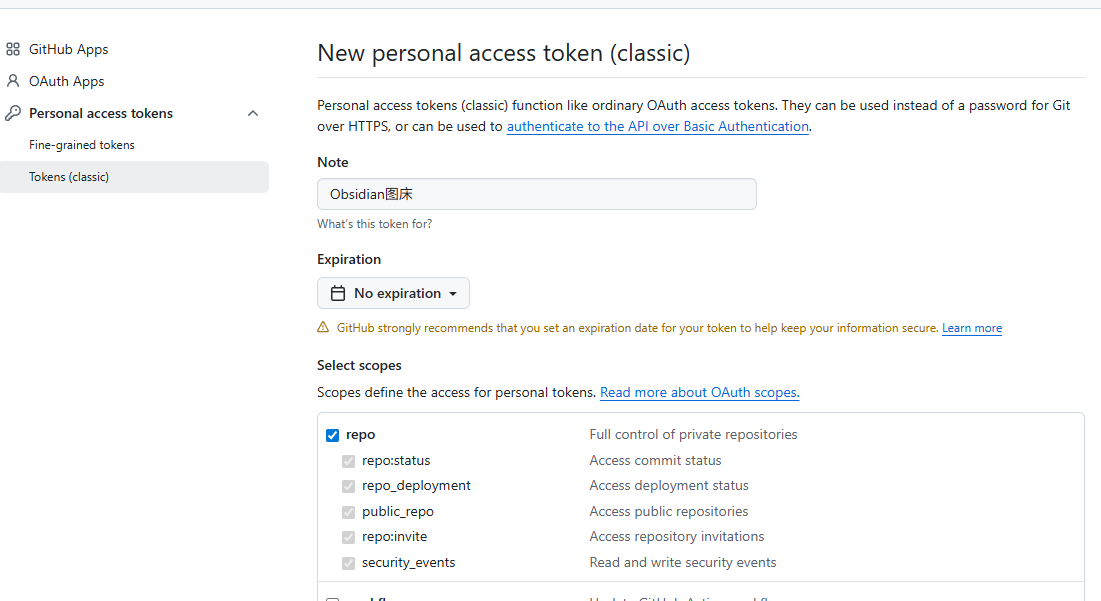 GitHub Apps
OAuth Apps
Personal access tokens
Fine-grained tokens
Tokens (classic)
New personal access token (classic)
Personal access tokens (classic) function like ordinary OAuth access tokens. They can be used instead of a password for Git
over HTTPS, or can be used to authenticate to the API over Basic Authentication.
Note
Obsidian图床
What's this token for?
Expiration
No expiration
GitHub strongly recommends that you set an expiration date for your token to help keep your information secure. Learn more
Select scopes
Scopes define the access for personal tokens. Read more about OAuth scopes.
repo Full control of private repositories
repo:status Access commit status
repo_deployment Access deployment status
public_repo Access public repositories
repo:invite Access repository invitations
security_events Read and write security events